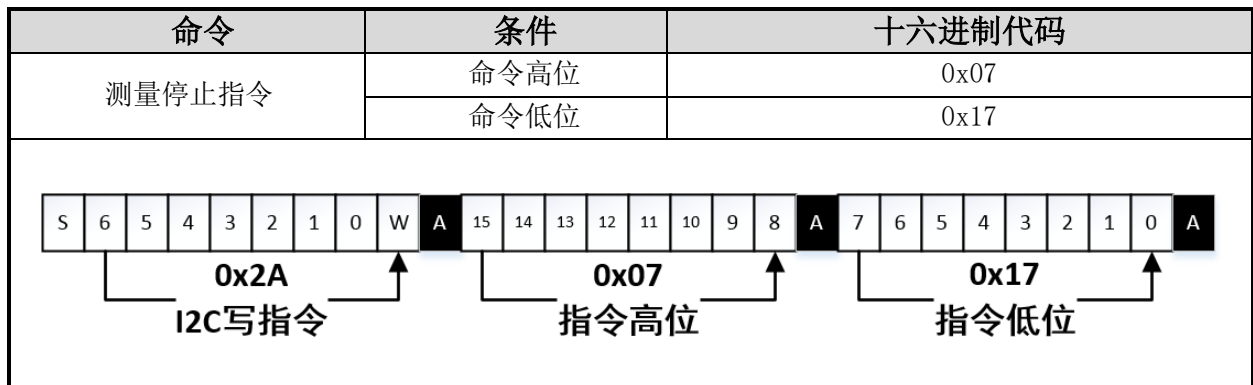 命令 条件 十六进制代码
测量停止指令 命令高位 0x07
命令低位 0x17
S 6 5 4 3 2 1 0 W A 15 14 13 12 11 10 9 8 A 7 6 5 4 3 2 1 0 A
0x2A 0x07 0x17
I2C写指令 指令高位 指令低位